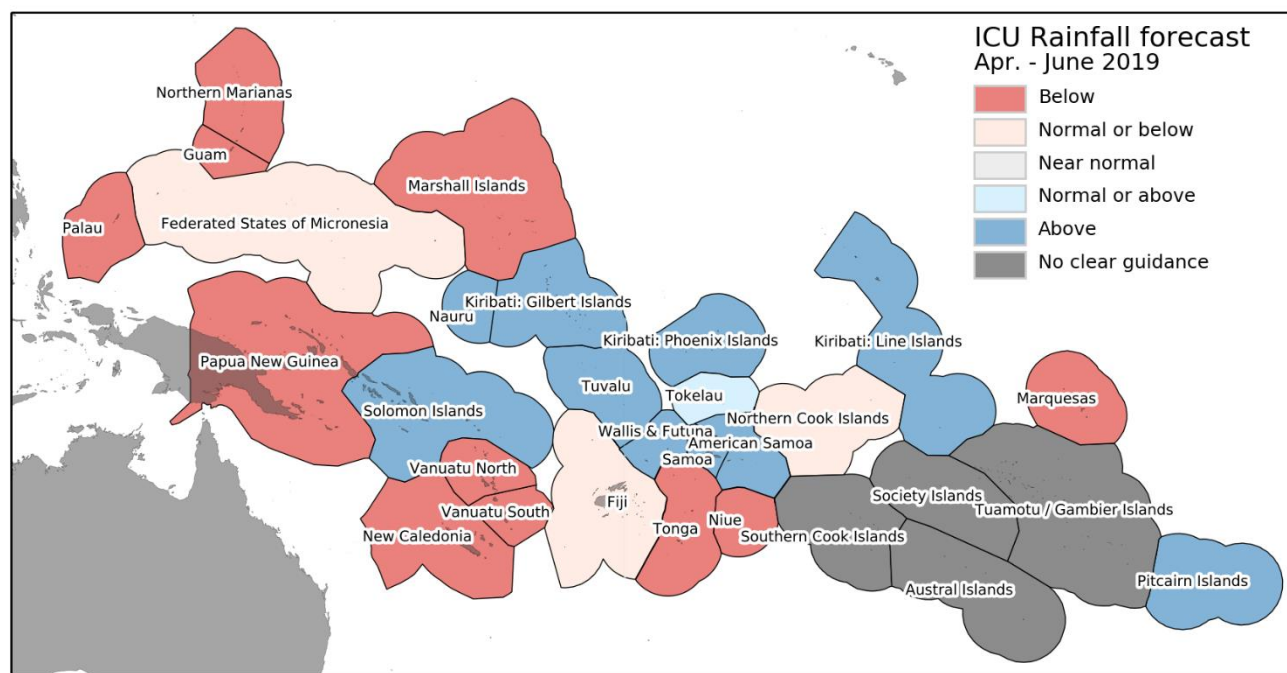 ICU Rainfall forecast
Apr. - June 2019
Below
Normal or below
Near normal
Normal or above
Above
No clear guidance
Northern Marianas
Guam
Marshall Islands
Palau
Federated States of Micronesia
Nauru
Kiribati: Gilbert Islands
Kiribati: Phoenix Islands
Kiribati: Line Islands
Papua New Guinea
Tuvalu
Tokelau
Marquesas
Solomon Islands
Northern Cook Islands
Wallis & Futuna
American Samoa
Samoa
Vanuatu North
Vanuatu South
Fiji
Society Islands
Tuamotu / Gambier Islands
New Caledonia
Tonga
Niue
Southern Cook Islands
Austral Islands
Pitcairn Islands